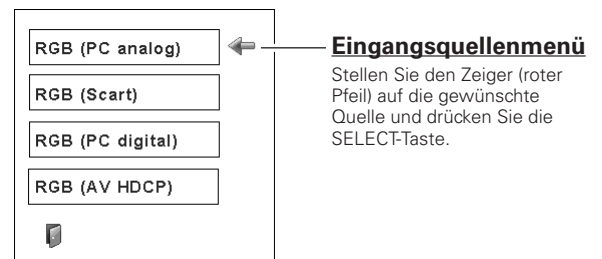 RGB (PC analog)
RGB (Scart)
RGB (PC digital)
RGB (AV HDCP)
Eingangsquellenmenü
Stellen Sie den Zeiger (roter
Pfeil) auf die gewünschte
Quelle und drücken Sie die
SELECT-Taste.